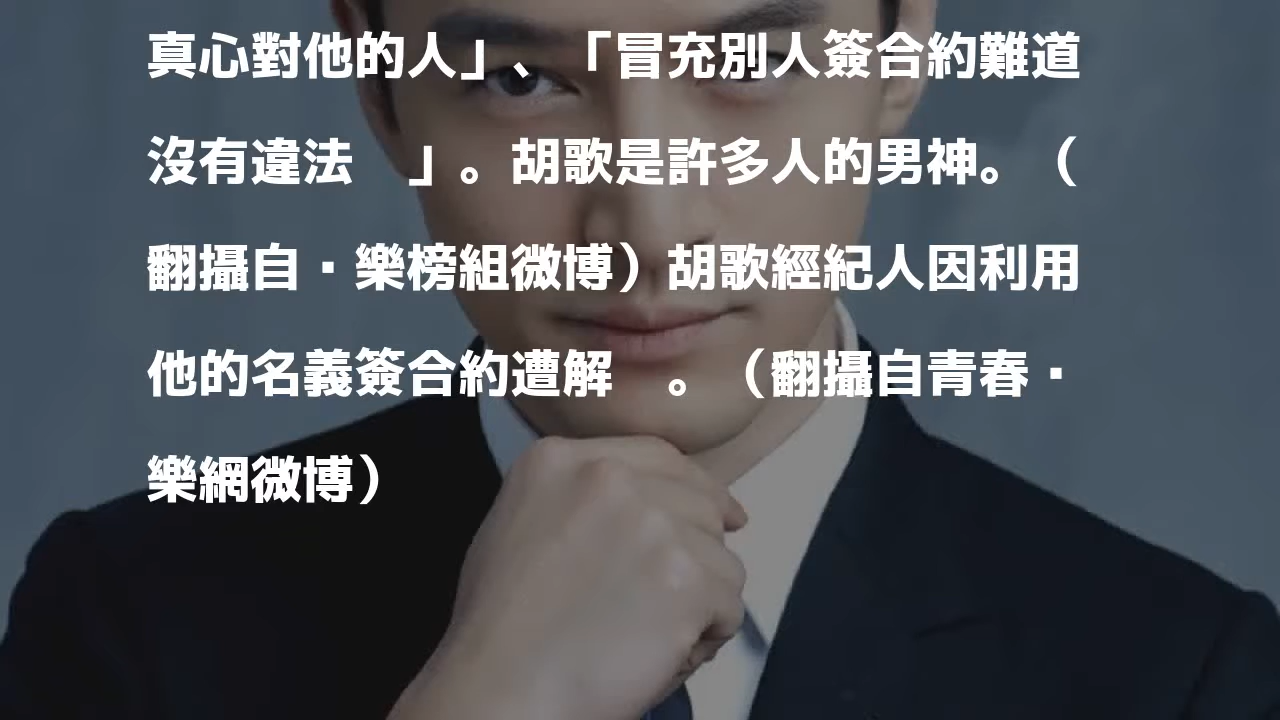 真心對他的人」、「冒充別人簽合約難道
沒有違法　」。胡歌是許多人的男神。（
翻攝自·樂榜組微博）胡歌經紀人因利用
他的名義簽合約遭解　。（翻攝自青春·
樂網微博）